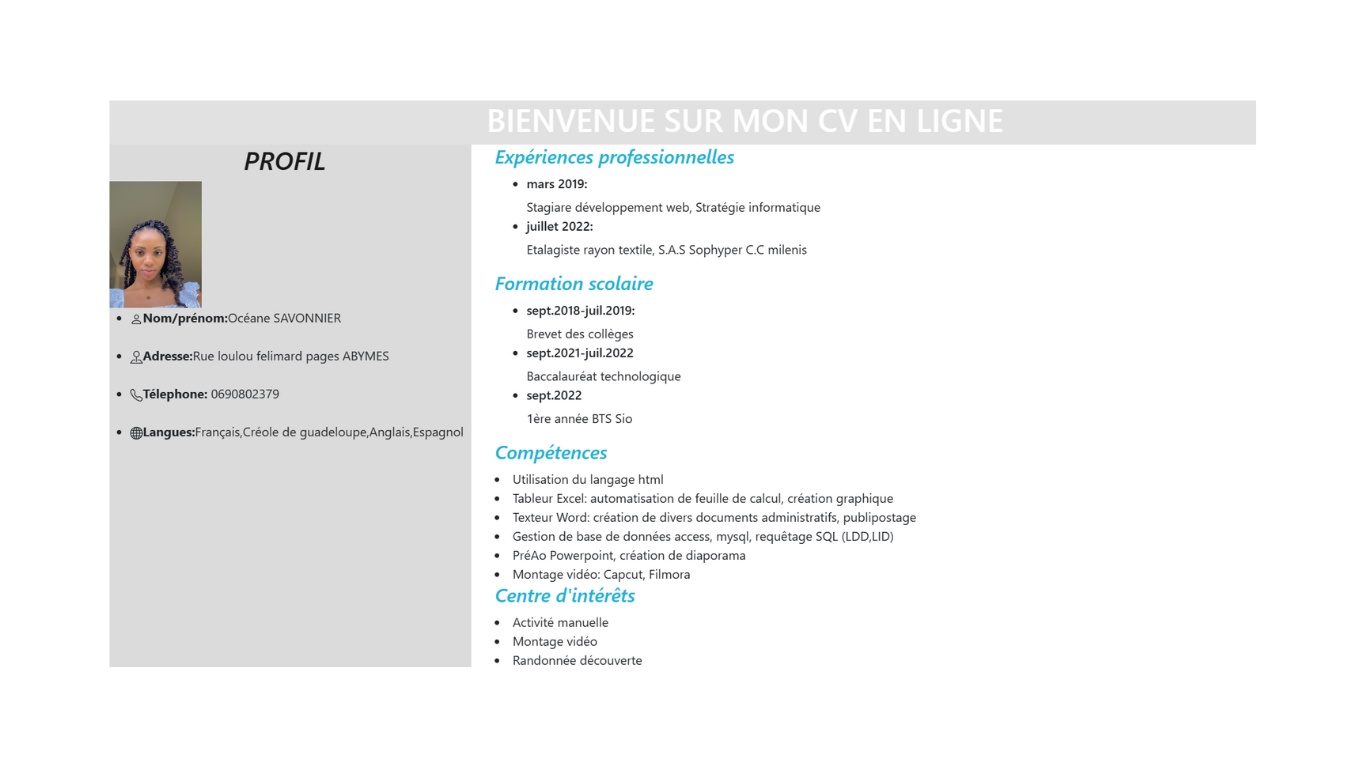 BIENVENUE SUR MON CV EN LIGNE
PROFIL
Nom/prénom:Océane SAVONNIER
Adresse:Rue loulou felimard pages ABYMES
Télephone: 0690802379
Langues:Français,Créole de guadeloupe,Anglais,Espagnol
Expériences professionnelles
mars 2019:
Stagiare développement web, Stratégie informatique
juillet 2022:
Etalagiste rayon textile, S.A.S Sophyper C.C milenis
Formation scolaire
sept.2018-juil.2019:
Brevet des collèges
sept.2021-juil.2022
Baccalauréat technologique
sept.2022
1ère année BTS Sio
Compétences
Utilisation du langage html
Tableur Excel: automatisation de feuille de calcul, création graphique
Texteur Word: création de divers documents administratifs, publipostage
Gestion de base de données access, mysql, requêtage SQL (LDD,LID)
PréAo Powerpoint, création de diaporama
Montage vidéo: Capcut, Filmora
Centre d'intérêts
Activité manuelle
Montage vidéo
Randonnée découverte